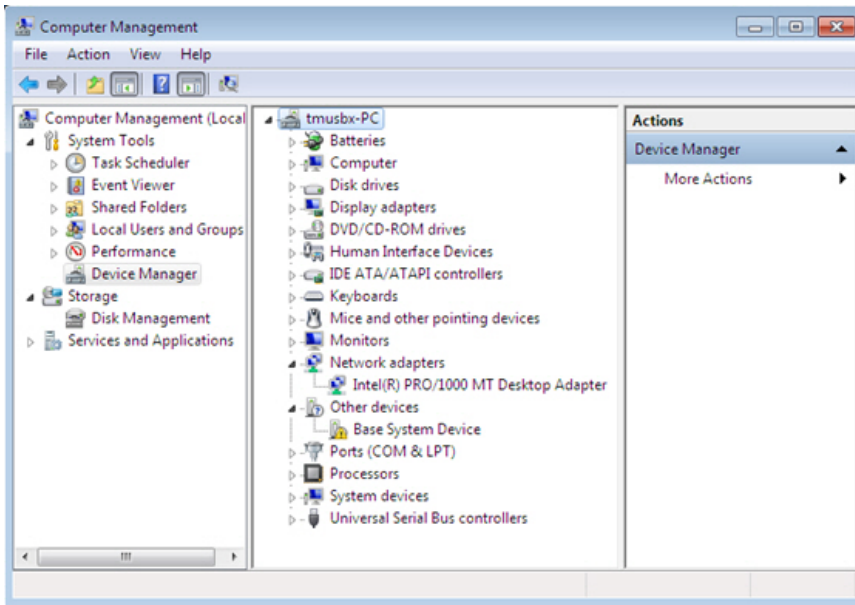 Computer Management
File Action View Help
Computer Management (Local
System Tools
Task Scheduler
Event Viewer
Shared Folders
Local Users and Groups
Performance
Device Manager
Storage
Disk Management
Services and Applications
tmusbx-PC
Batteries
Computer
Disk drives
Display adapters
DVD/CD-ROM drives
Human Interface Devices
IDE ATA/ATAPI controllers
Keyboards
Mice and other pointing devices
Monitors
Network adapters
Intel(R) PRO/1000 MT Desktop Adapter
Other devices
Base System Device
Ports (COM & LPT)
Processors
System devices
Universal Serial Bus controllers
Actions
Device Manager
More Actions